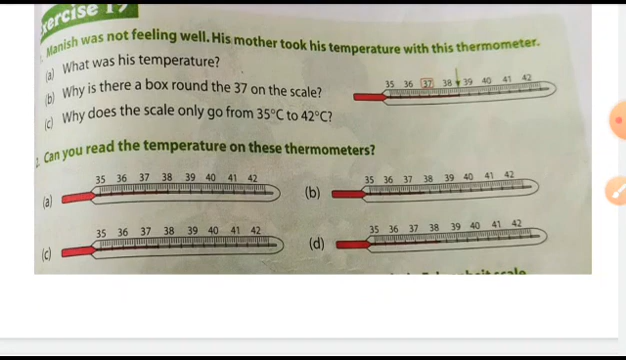 Exercise 17
1. Manish was not feeling well. His mother took his temperature with this thermometer.
(a) What was his temperature?
(b) Why is there a box round the 37 on the scale?
(c) Why does the scale only go from 35°C to 42°C?
35 36 37 38 39 40 41 42
2. Can you read the temperature on these thermometers?
(a) 35 36 37 38 39 40 41 42
(b) 35 36 37 38 39 40 41 42
(c) 35 36 37 38 39 40 41 42
(d) 35 36 37 38 39 40 41 42